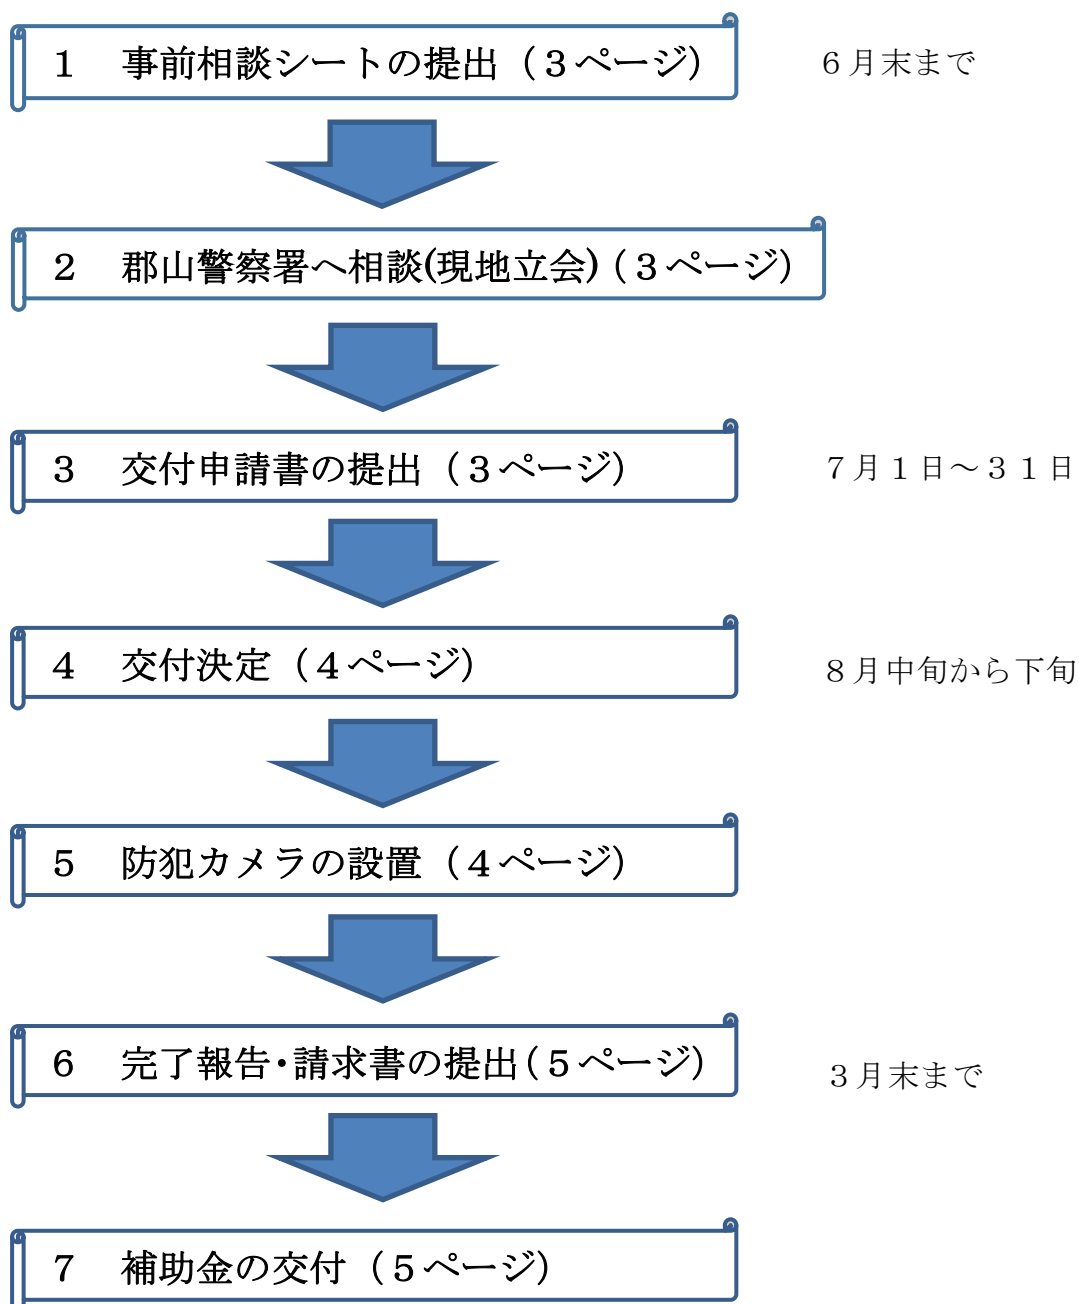 １　事前相談シートの提出（３ページ）　６月末まで
２　郡山警察署へ相談(現地立会)（３ページ）
３　交付申請書の提出（３ページ）　７月１日～３１日
４　交付決定（４ページ）　８月中旬から下旬
５　防犯カメラの設置（４ページ）
６　完了報告・請求書の提出（５ページ）　３月末まで
７　補助金の交付（５ページ）